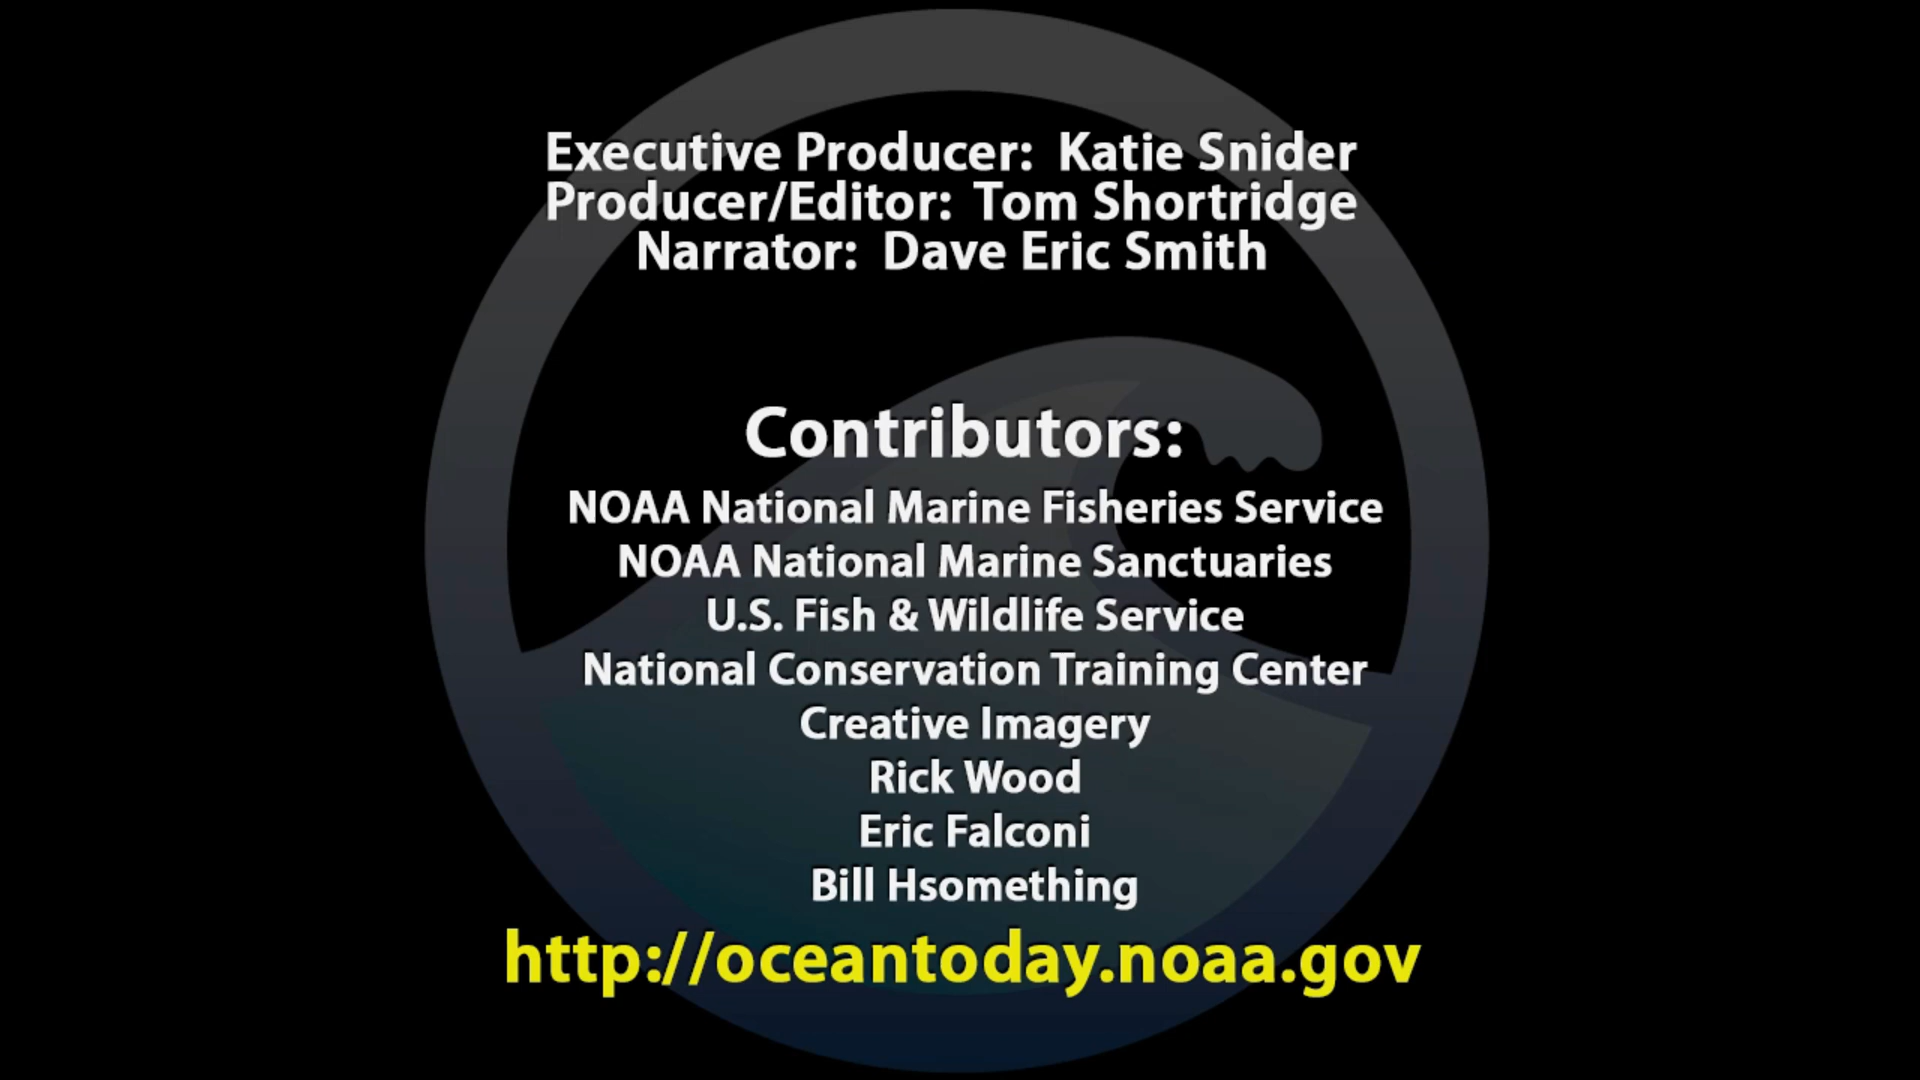 Executive Producer: Katie Snider
Producer/Editor: Tom Shortridge
Narrator: Dave Eric Smith
Contributors:
NOAA National Marine Fisheries Service
NOAA National Marine Sanctuaries
U.S. Fish & Wildlife Service
National Conservation Training Center
Creative Imagery
Rick Wood
Eric Falconi
Bill Hsomething
http://oceantoday.noaa.gov